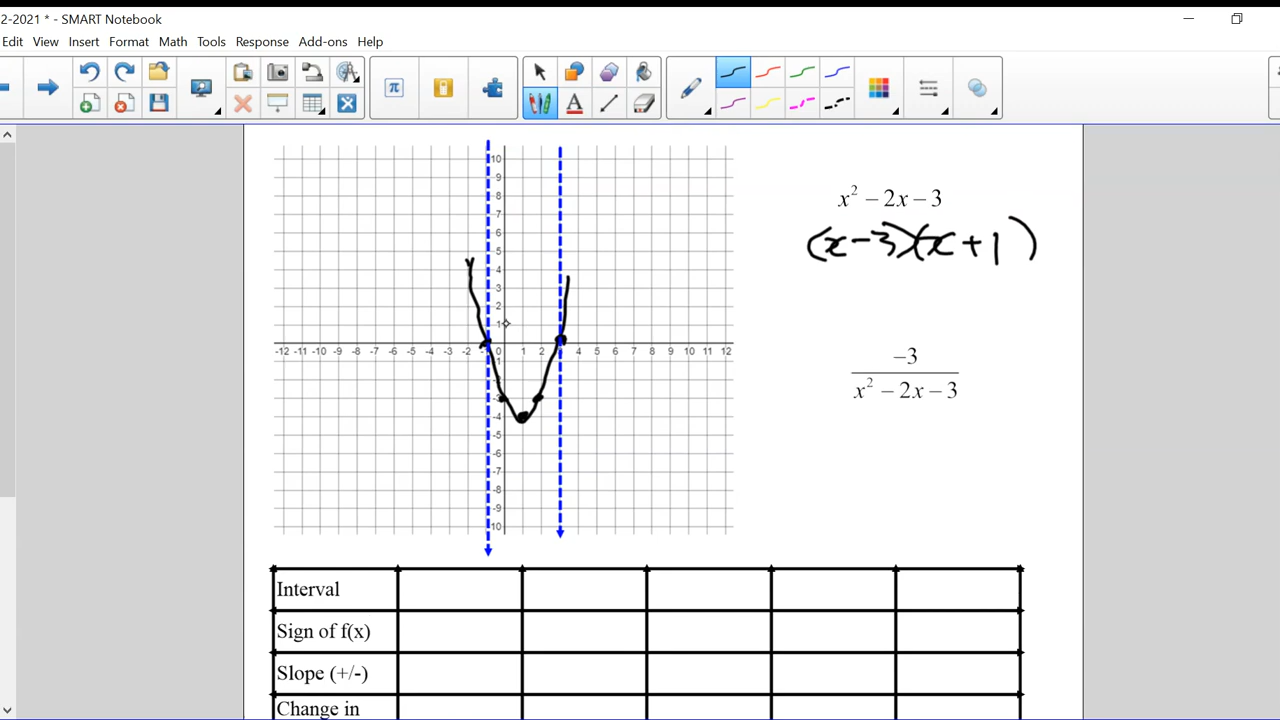 2-2021 * - SMART Notebook
Edit View Insert Format Math Tools Response Add-ons Help
π
A
10
9
8
7
6
5
4
3
2
1
-12 -11 -10 -9 -8 -7 -6 -5 -4 -3 -2 -1 0 1 2 3 4 5 6 7 8 9 10 11 12
-1
-2
-3
-4
-5
-6
-7
-8
-9
10
x² − 2x − 3
(x−3)(x+1)
−3
x² − 2x − 3
Interval
Sign of f(x)
Slope (+/-)
Change in